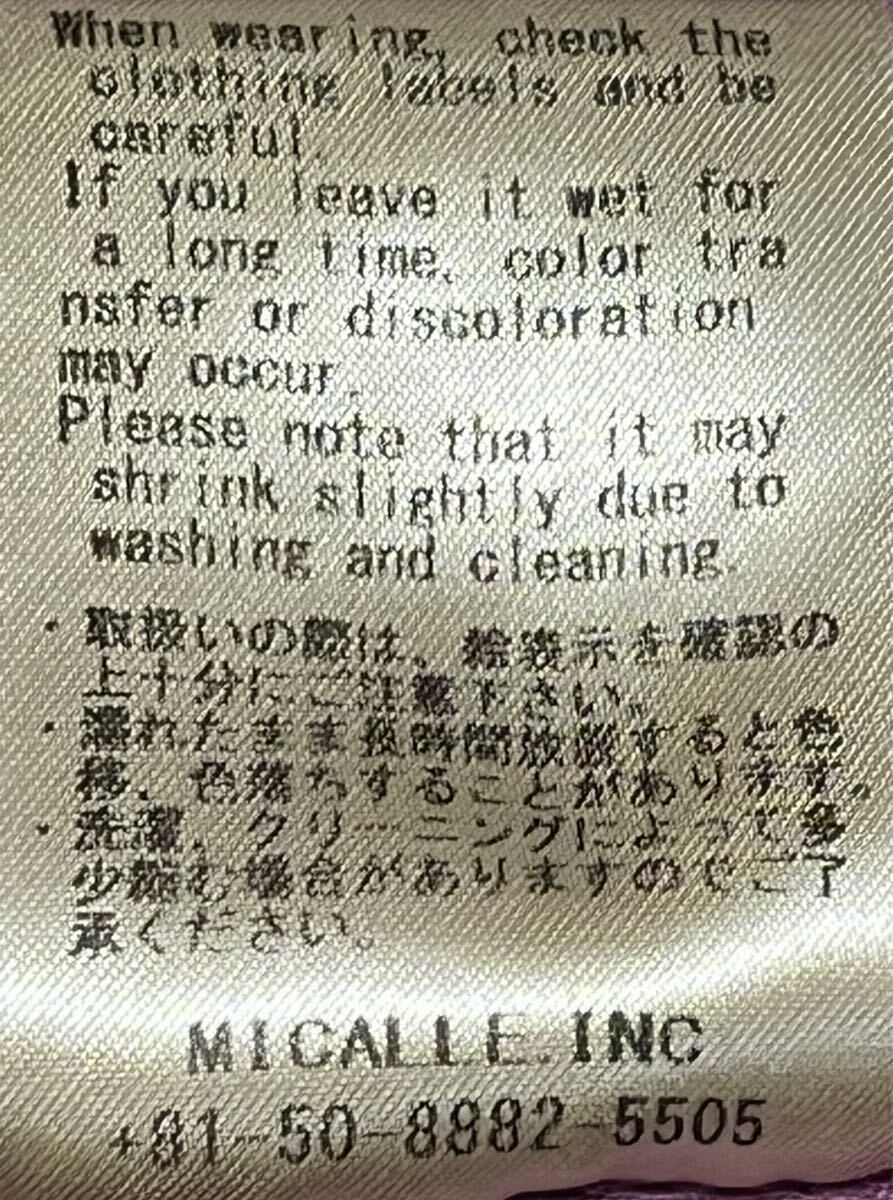 When wearing, check the
clothing labels and be
careful.
If you leave it wet for
a long time, color tra
nsfer or discoloration
may occur.
Please note that it may
shrink slightly due to
washing and cleaning.
・取扱いの際は、絵表示を確認の
上十分にご注意下さい。
・濡れたまま長時間放置すると色
移、色落ちすることがあります。
・洗濯、クリーニングによって多
少縮む場合がありますのでご了
承ください。
MICALLE.INC
+81-50-8882-5505